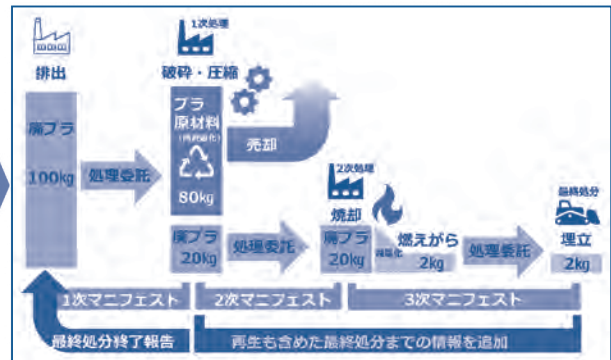 排出
廃プラ
100kg
処理委託
1次処理
破砕・圧縮
プラ
原材料
(有価物化)
80kg
売却
廃プラ
20kg
処理委託
2次処理
焼却
廃プラ
20kg
減量化
燃えがら
2kg
処理委託
最終処分
埋立
2kg
1次マニフェスト
2次マニフェスト
3次マニフェスト
最終処分終了報告
再生も含めた最終処分までの情報を追加